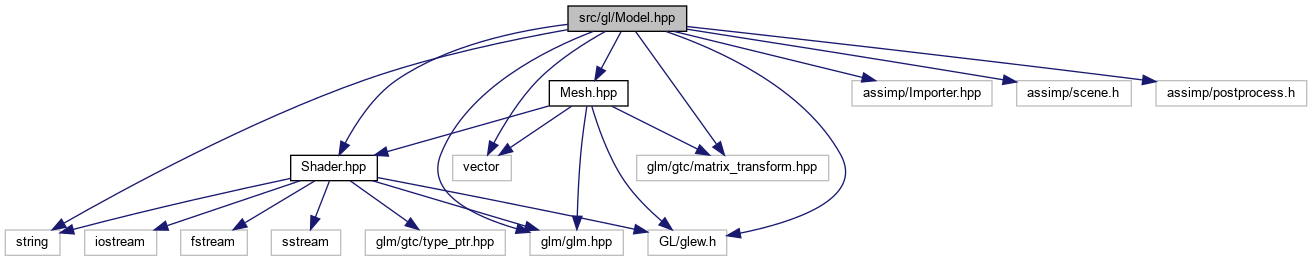 src/gl/Model.hpp
Mesh.hpp
assimp/Importer.hpp
assimp/scene.h
assimp/postprocess.h
Shader.hpp
vector
glm/gtc/matrix_transform.hpp
string
iostream
fstream
sstream
glm/gtc/type_ptr.hpp
glm/glm.hpp
GL/glew.h